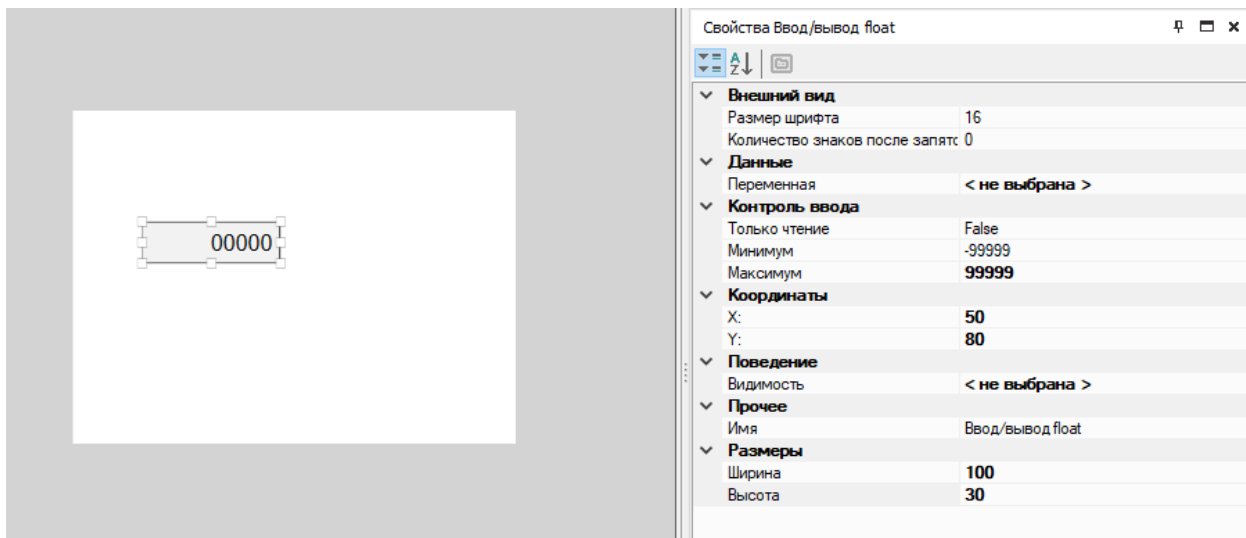 Свойства Ввод/вывод float
00000
Внешний вид
Размер шрифта 16
Количество знаков после запятс 0
Данные
Переменная < не выбрана >
Контроль ввода
Только чтение False
Минимум -99999
Максимум 99999
Координаты
X: 50
Y: 80
Поведение
Видимость < не выбрана >
Прочее
Имя Ввод/вывод float
Размеры
Ширина 100
Высота 30